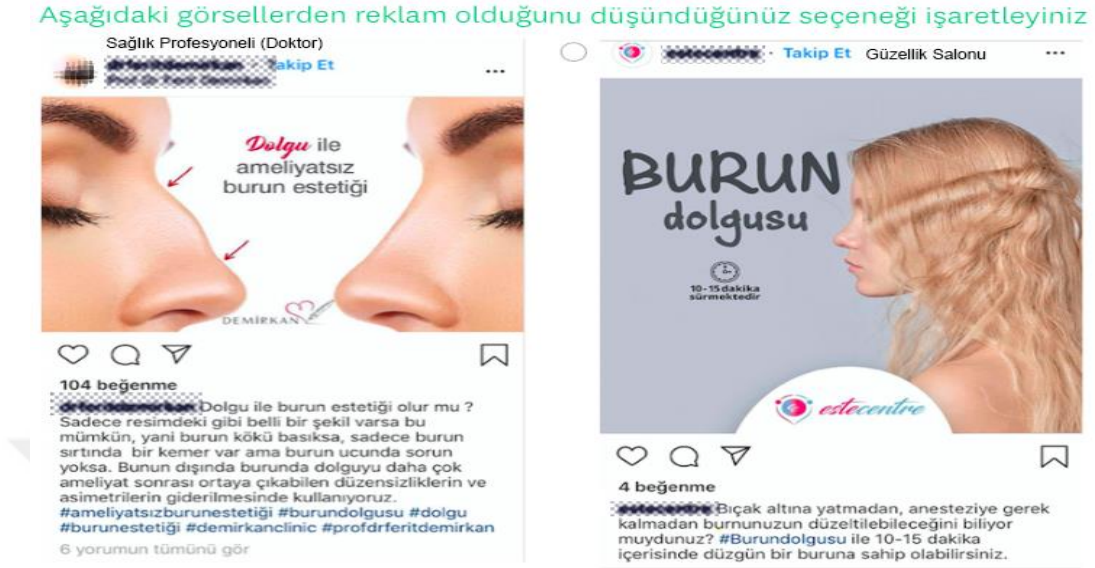 Aşağıdaki görsellerden reklam olduğunu düşündüğünüz seçeneği işaretleyiniz
Sağlık Profesyoneli (Doktor)
Takip Et
Dolgu ile
ameliyatsız
burun estetiği
DEMİRKAN
104 beğenme
Dolgu ile burun estetiği olur mu ?
Sadece resimdeki gibi belli bir şekil varsa bu
mümkün, yani burun kökü basıksa, sadece burun
sırtında bir kemer var ama burun ucunda sorun
yoksa. Bunun dışında burunda dolguyu daha çok
ameliyat sonrası ortaya çıkabilen düzensizliklerin ve
asimetrilerin giderilmesinde kullanıyoruz.
#ameliyatsızburunestetiği #burundolgusu #dolgu
#burunestetiği #demirkanclinic #profdrferitdemirkan
6 yorumun tümünü gör
· Takip Et Güzellik Salonu
BURUN
dolgusu
10-15 dakika
sürmektedir
estecentre
4 beğenme
Bıçak altına yatmadan, anesteziye gerek
kalmadan burnunuzun düzeltilebileceğini biliyor
muydunuz? #Burundolgusu ile 10-15 dakika
içerisinde düzgün bir buruna sahip olabilirsiniz.